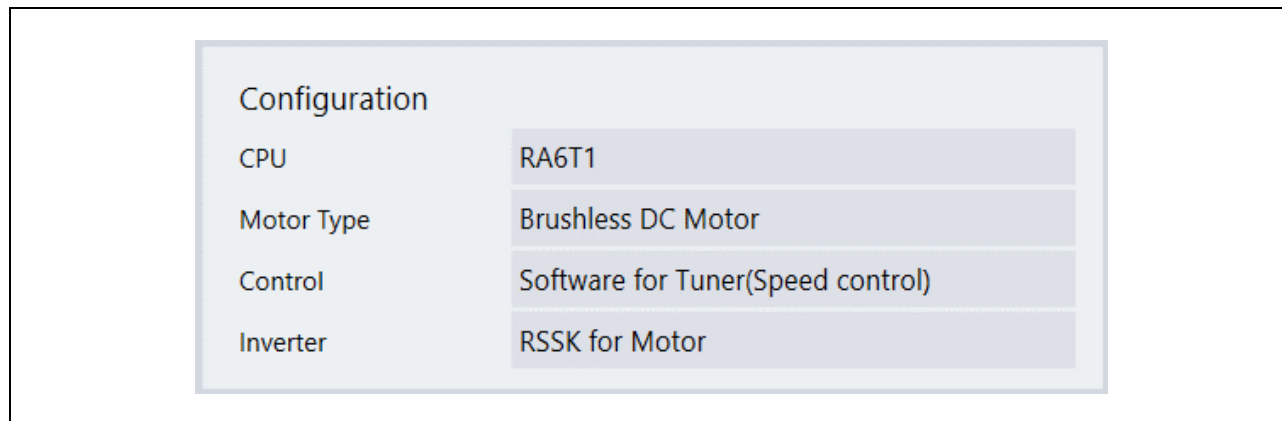 Configuration
CPU RA6T1
Motor Type Brushless DC Motor
Control Software for Tuner(Speed control)
Inverter RSSK for Motor